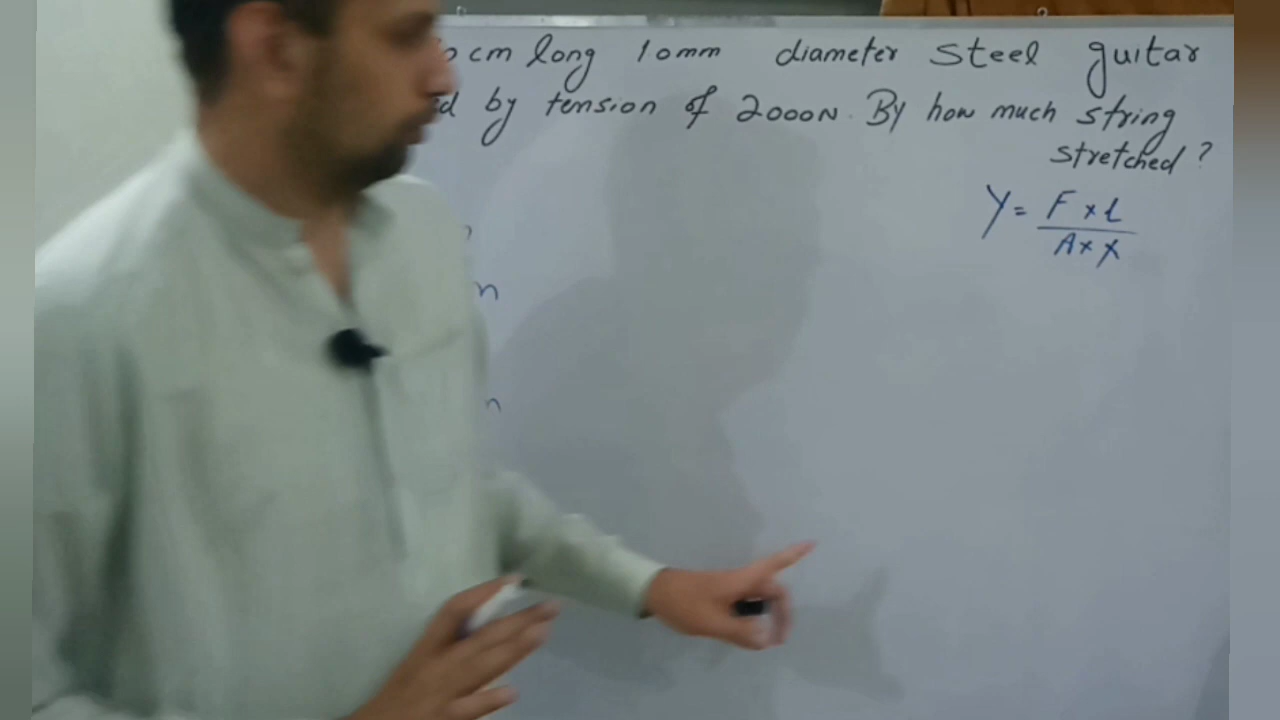 cm long 10mm diameter steel guitar
by tension of 2000N. By how much string
stretched ?
Y = F x L
A x X
n
n